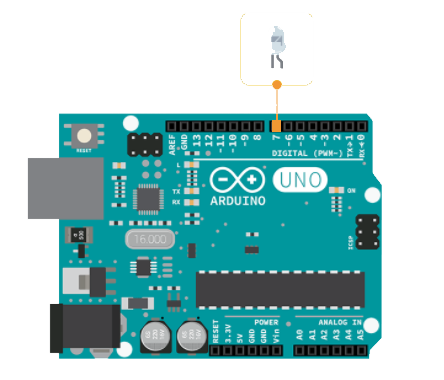 RESET
AREF
GND
13
12
~11
~10
~9
8
7
~6
~5
~4
~3
2
TX→1
RX◄0
DIGITAL (PWM~)
L
TX
RX
UNO
ARDUINO
ON
16.000
ICSP
RESET
3.3V
5V
GND
GND
Vin
POWER
ANALOG IN
A0
A1
A2
A3
A4
A5